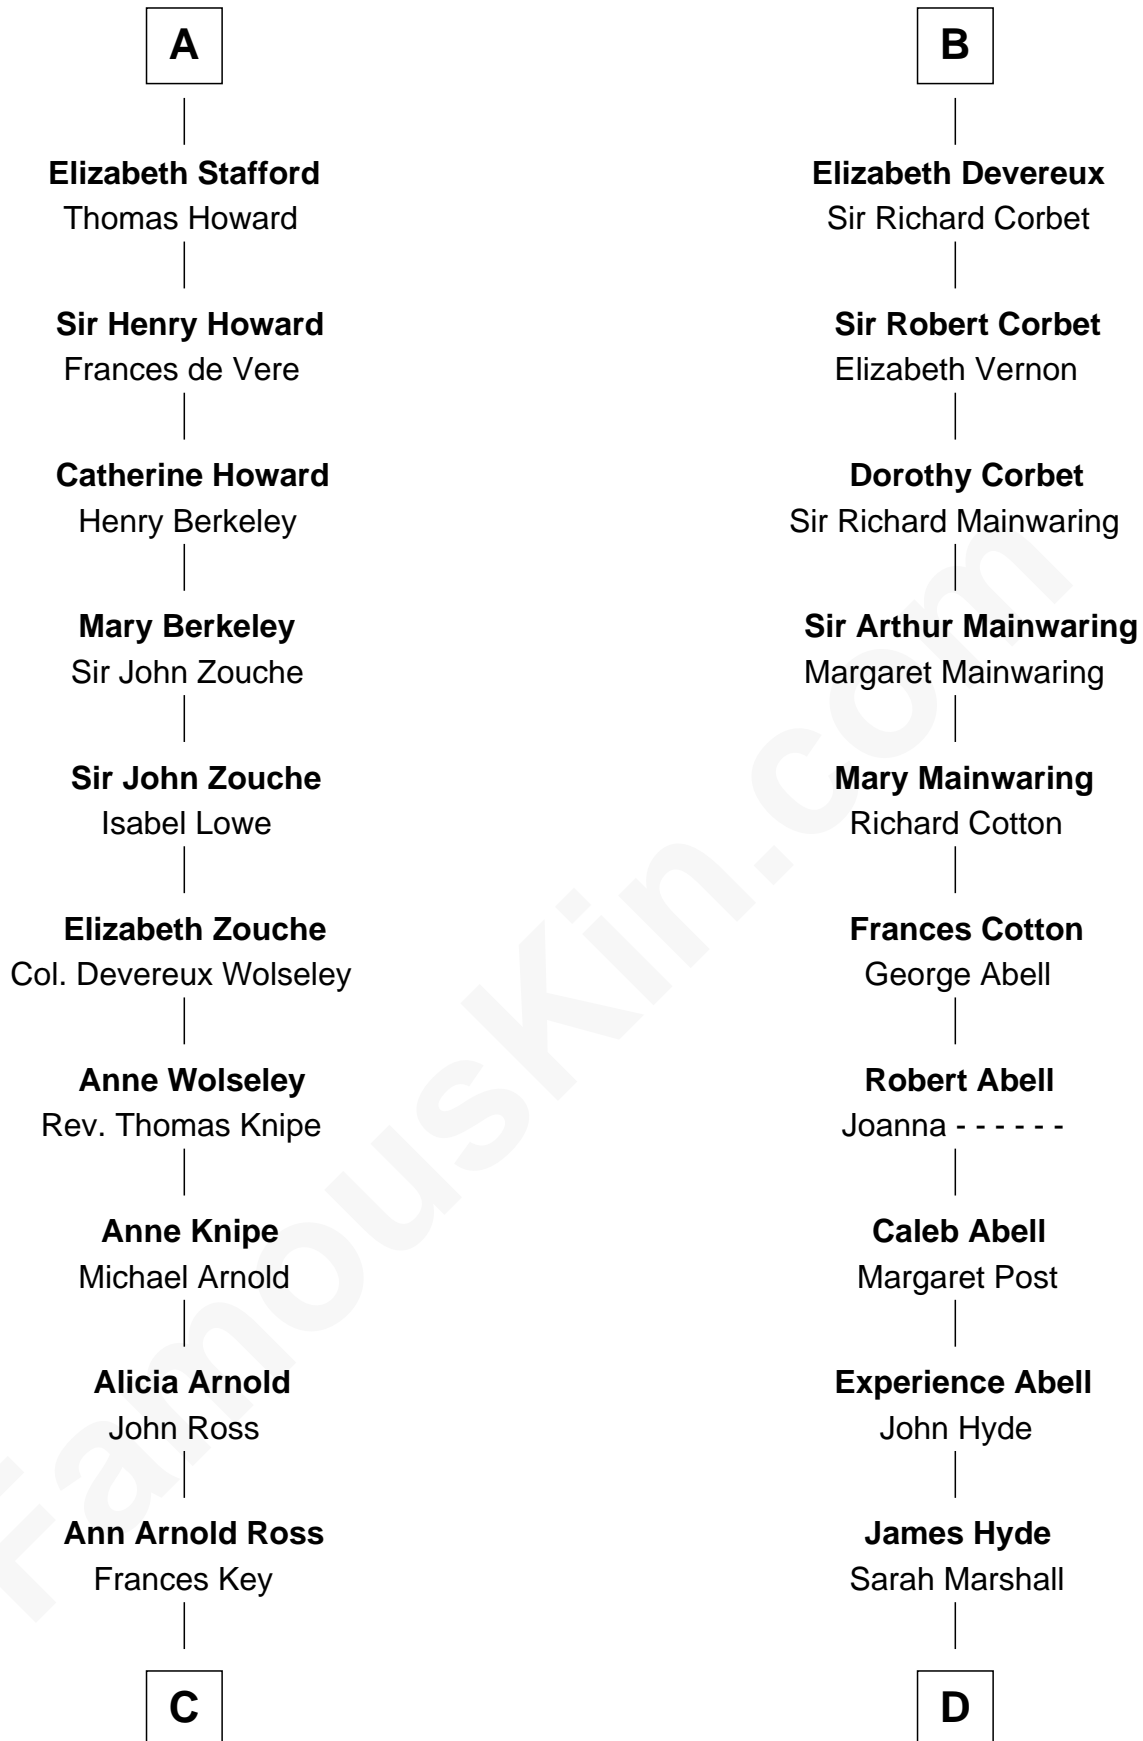 A
Elizabeth Stafford
Thomas Howard
Sir Henry Howard
Frances de Vere
Catherine Howard
Henry Berkeley
Mary Berkeley
Sir John Zouche
Sir John Zouche
Isabel Lowe
Elizabeth Zouche
Col. Devereux Wolseley
Anne Wolseley
Rev. Thomas Knipe
Anne Knipe
Michael Arnold
Alicia Arnold
John Ross
Ann Arnold Ross
Frances Key
C
B
Elizabeth Devereux
Sir Richard Corbet
Sir Robert Corbet
Elizabeth Vernon
Dorothy Corbet
Sir Richard Mainwaring
Sir Arthur Mainwaring
Margaret Mainwaring
Mary Mainwaring
Richard Cotton
Frances Cotton
George Abell
Robert Abell
Joanna - - - - - -
Caleb Abell
Margaret Post
Experience Abell
John Hyde
James Hyde
Sarah Marshall
D
FamousKin.com